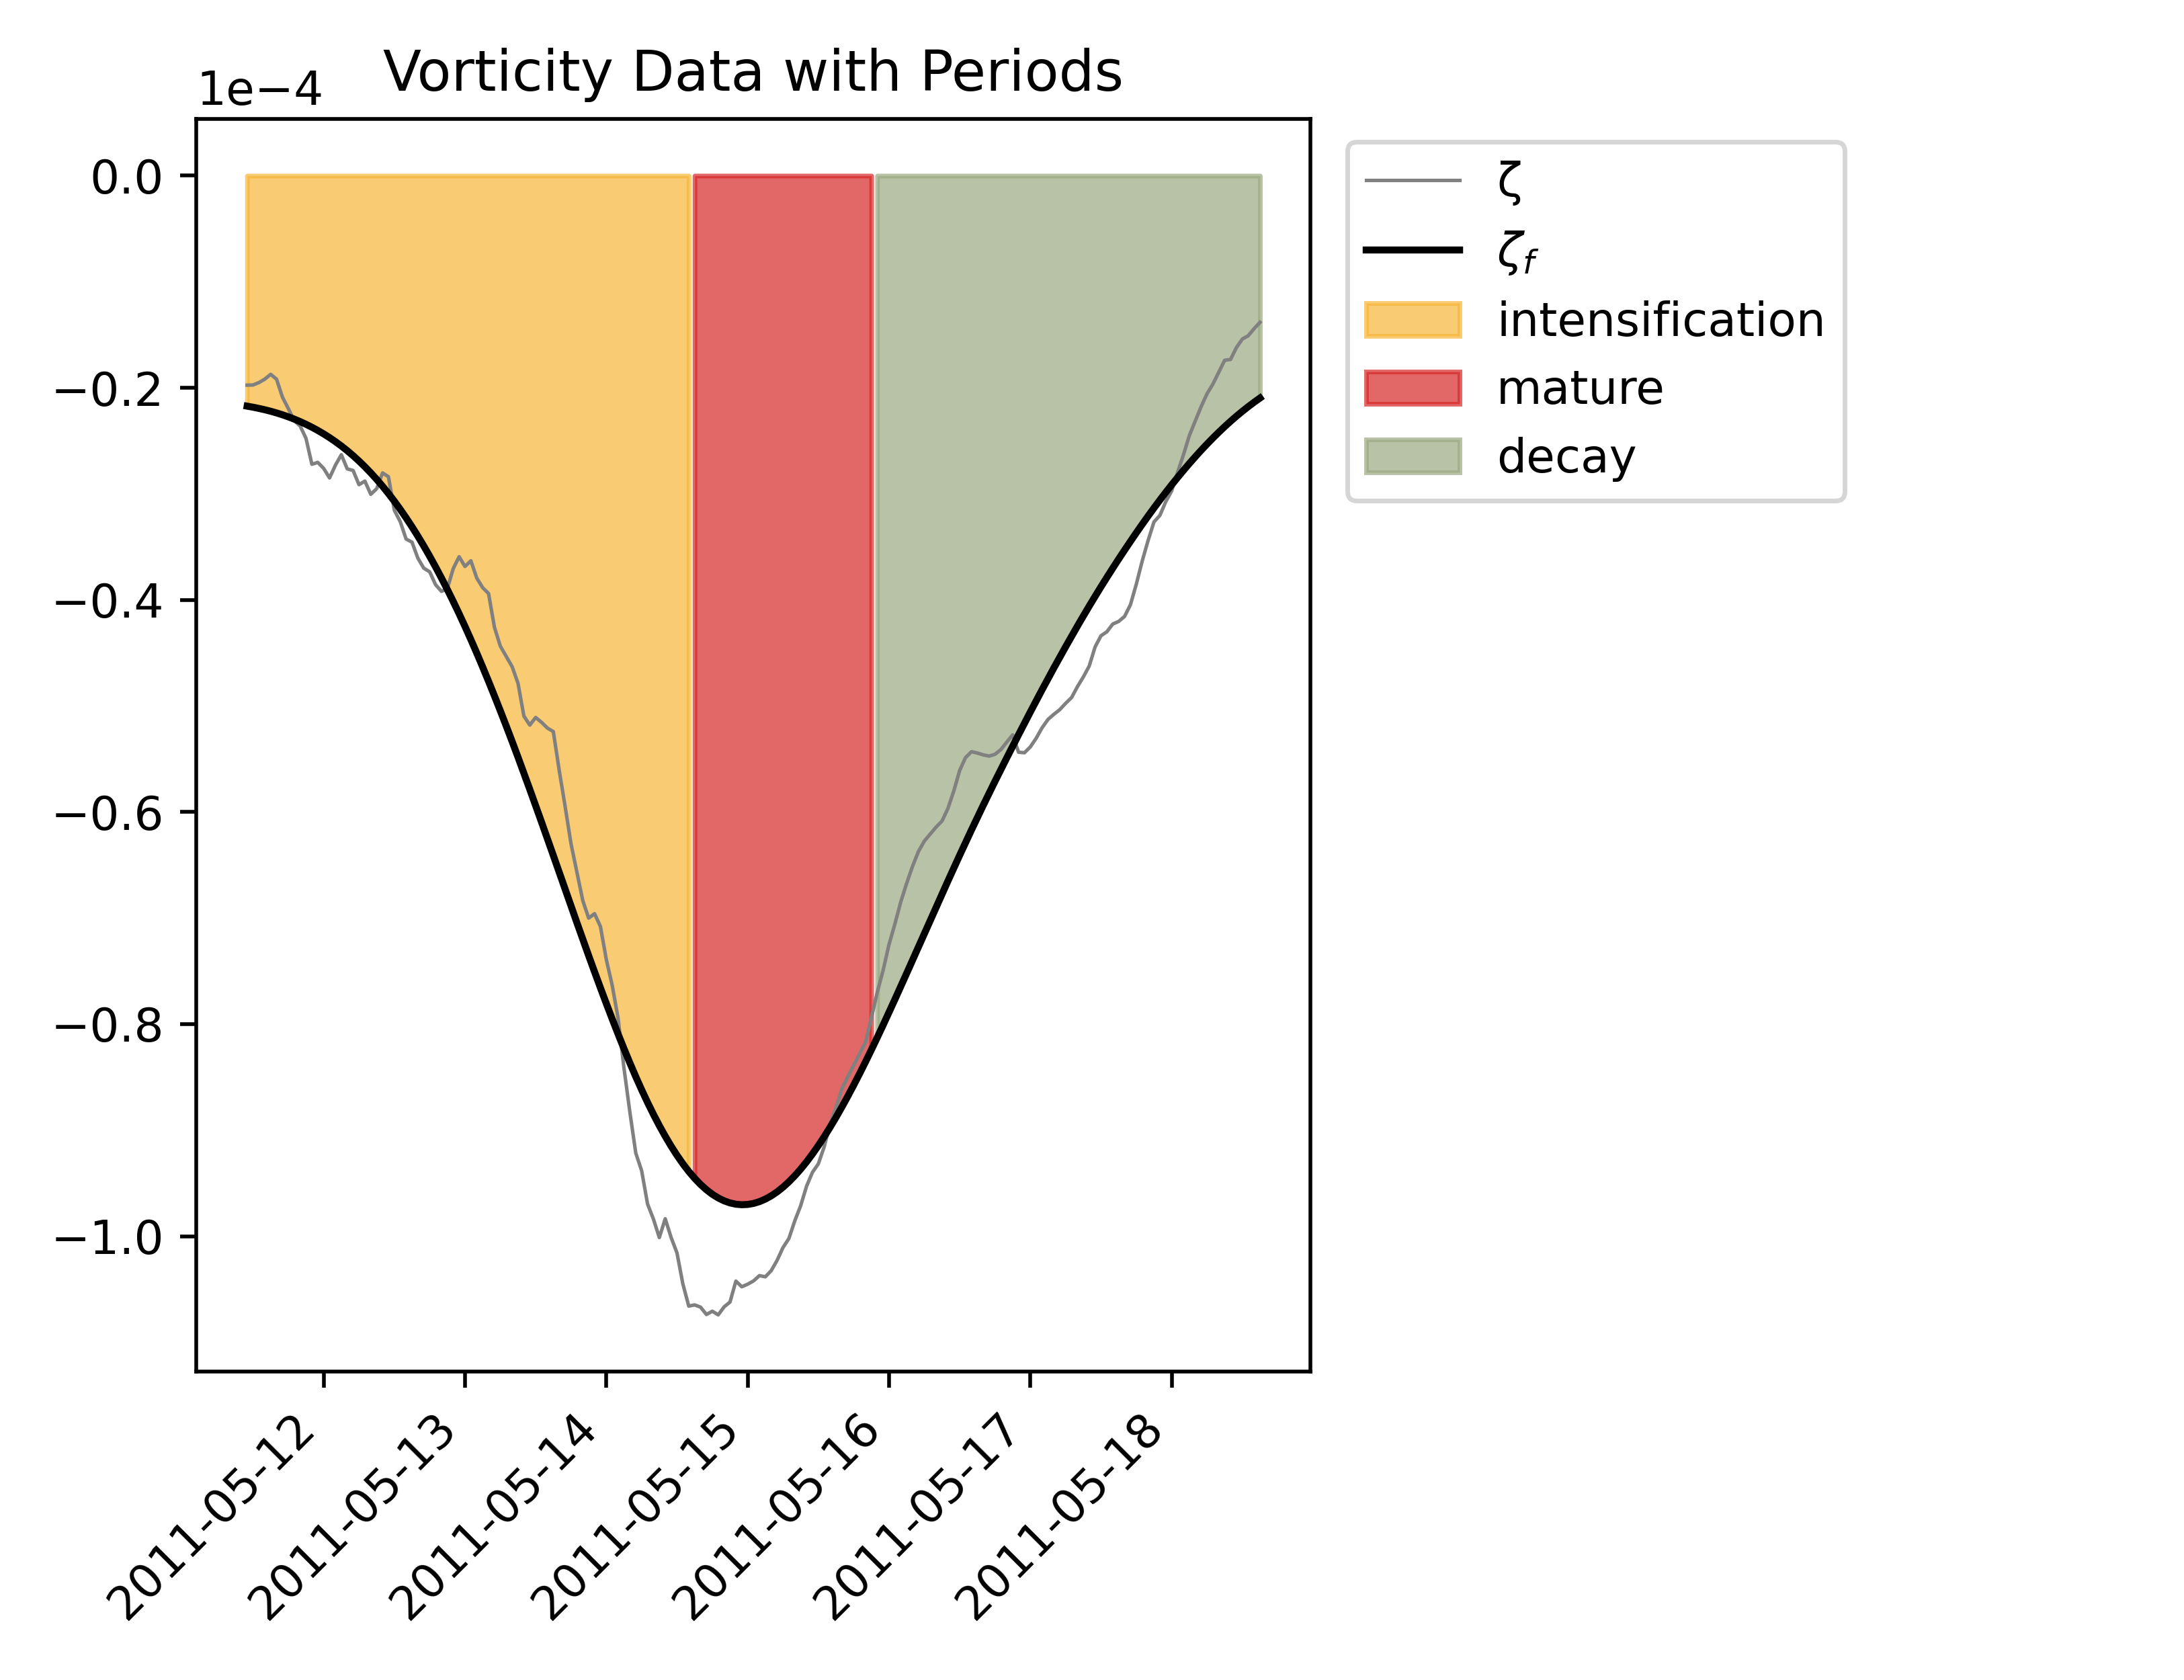 Vorticity Data with Periods
1e−4
0.0
−0.2
−0.4
−0.6
−0.8
−1.0
2011-05-12
2011-05-13
2011-05-14
2011-05-15
2011-05-16
2011-05-17
2011-05-18
ζ
ζf
intensification
mature
decay